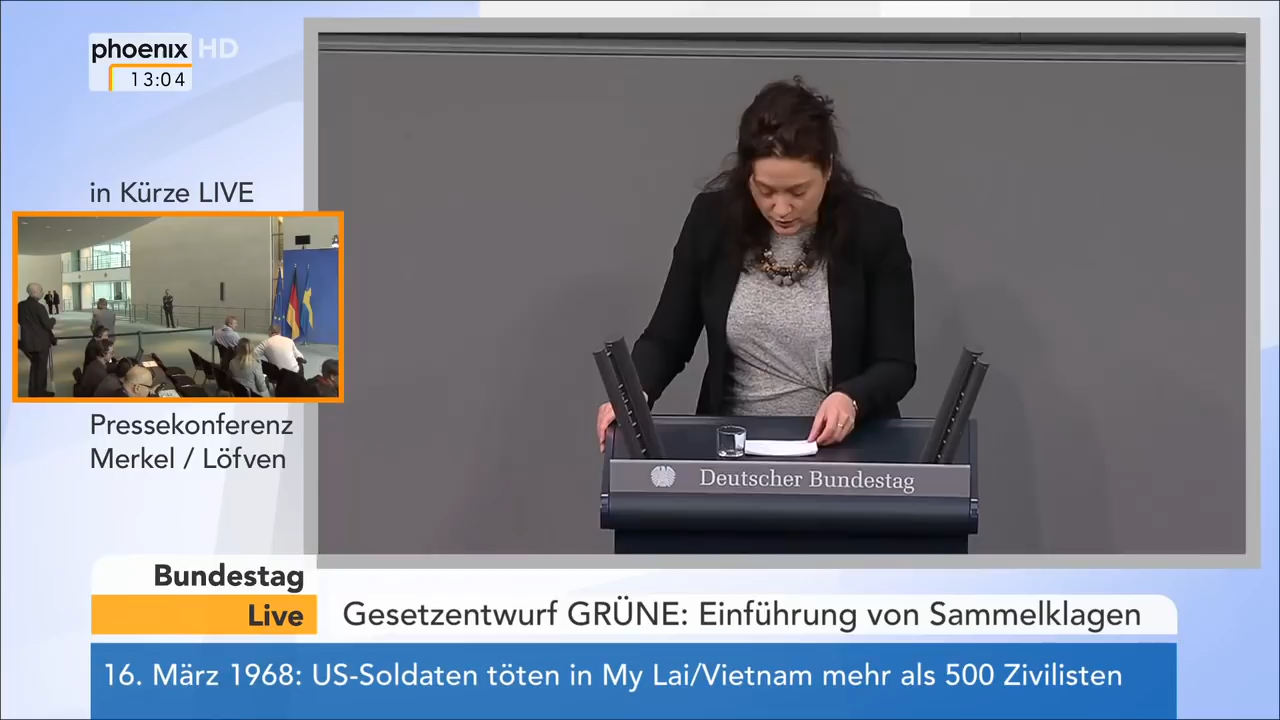 phoenix HD
13:04
in Kürze LIVE
Pressekonferenz
Merkel / Löfven
Deutscher Bundestag
Bundestag
Live
Gesetzentwurf GRÜNE: Einführung von Sammelklagen
16. März 1968: US-Soldaten töten in My Lai/Vietnam mehr als 500 Zivilisten